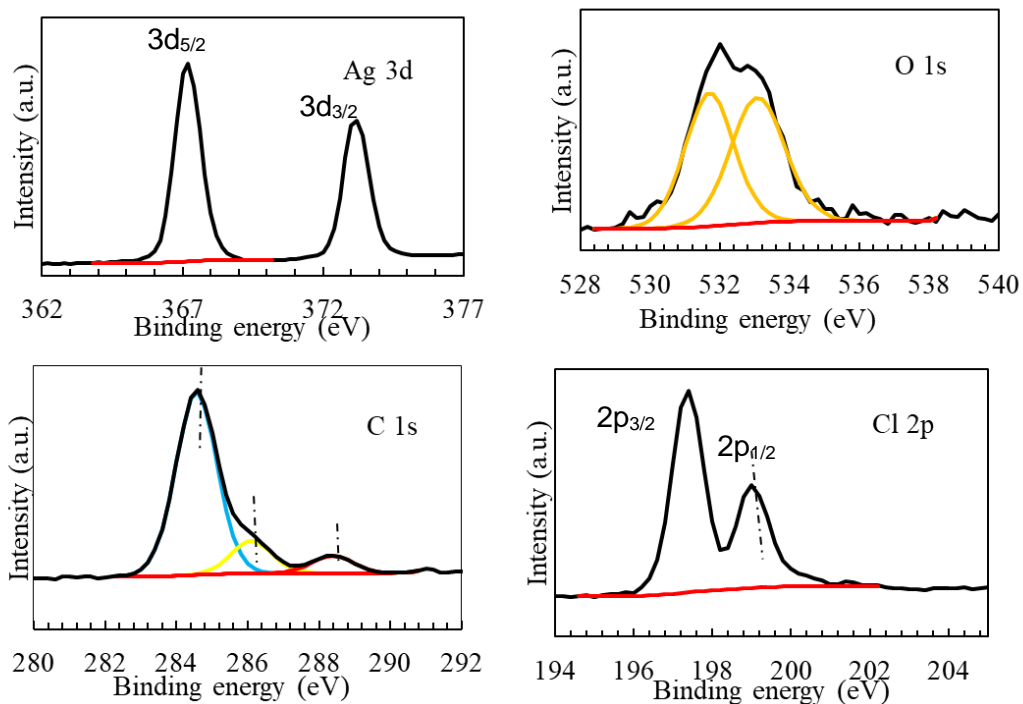 3d5/2
Ag 3d
3d3/2
Intensity (a.u.)
362 367 372 377
Binding energy (eV)
O 1s
Intensity (a.u.)
528 530 532 534 536 538 540
Binding energy (eV)
C 1s
Intensity (a.u.)
280 282 284 286 288 290 292
Binding energy (eV)
2p3/2
Cl 2p
2p1/2
Intensity (a.u.)
194 196 198 200 202 204
Binding energy (eV)